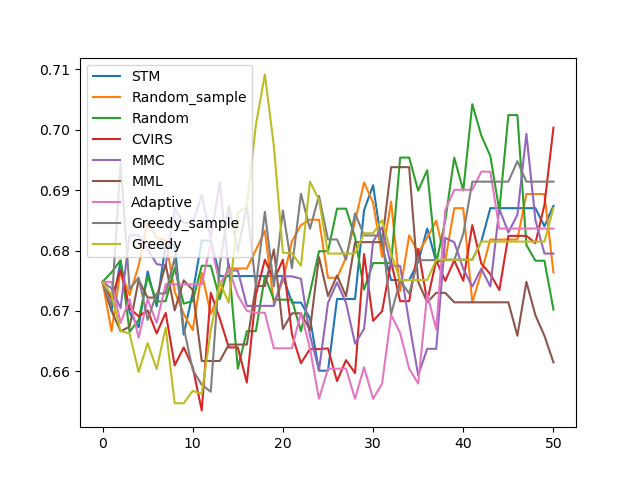 0.71
0.70
0.69
0.68
0.67
0.66
0
10
20
30
40
50
STM
Random_sample
Random
CVIRS
MMC
MML
Adaptive
Greedy_sample
Greedy